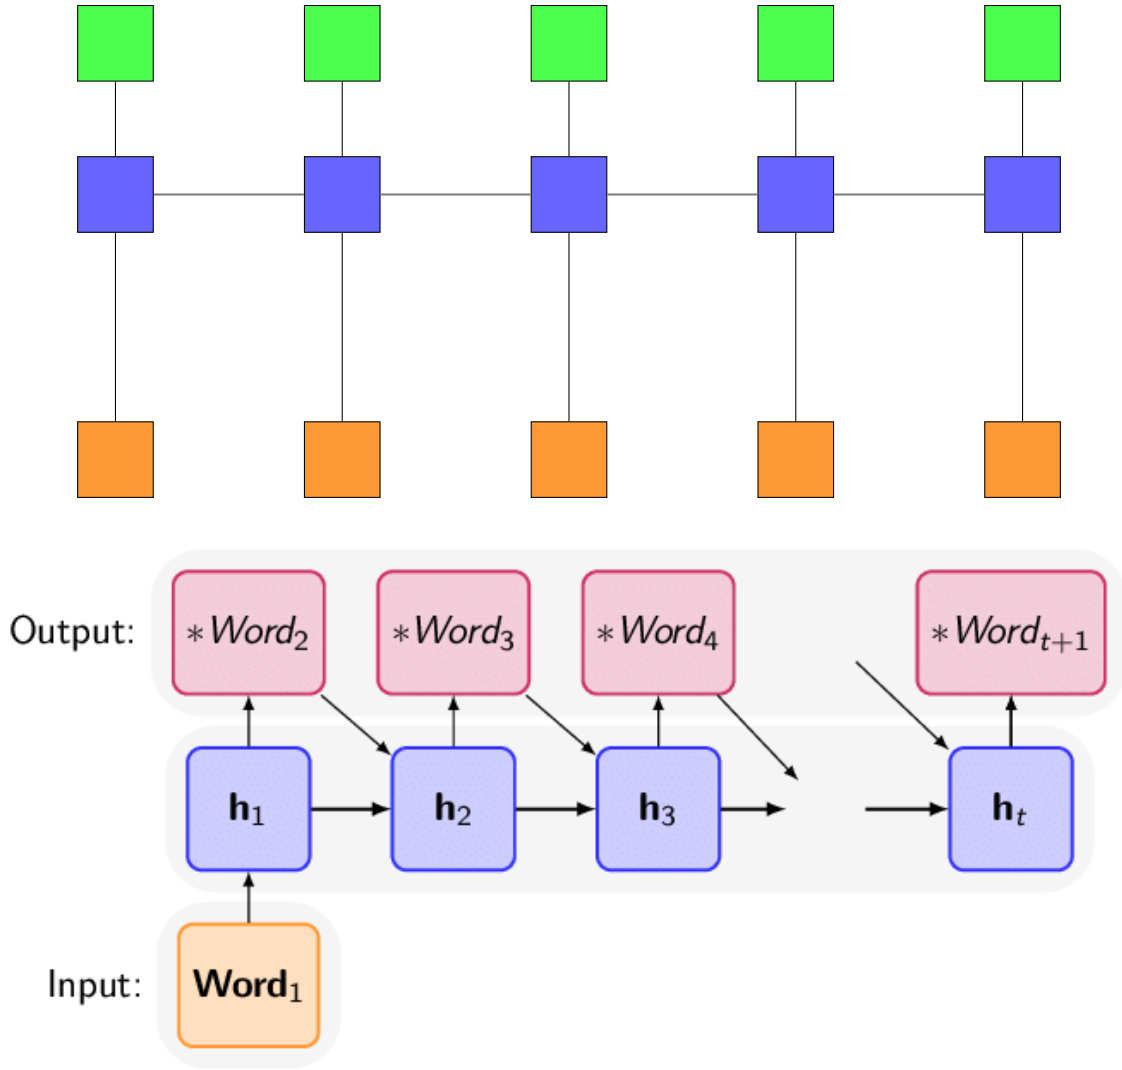 Output:
∗Word₂ ∗Word₃ ∗Word₄ ∗Wordₜ₊₁
h₁ h₂ h₃ hₜ
Input:
Word₁